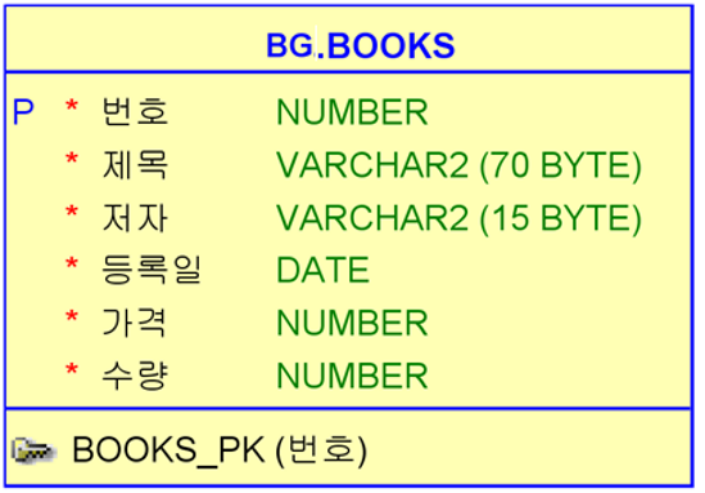 BG.BOOKS
P * 번호 NUMBER
* 제목 VARCHAR2 (70 BYTE)
* 저자 VARCHAR2 (15 BYTE)
* 등록일 DATE
* 가격 NUMBER
* 수량 NUMBER
BOOKS_PK (번호)